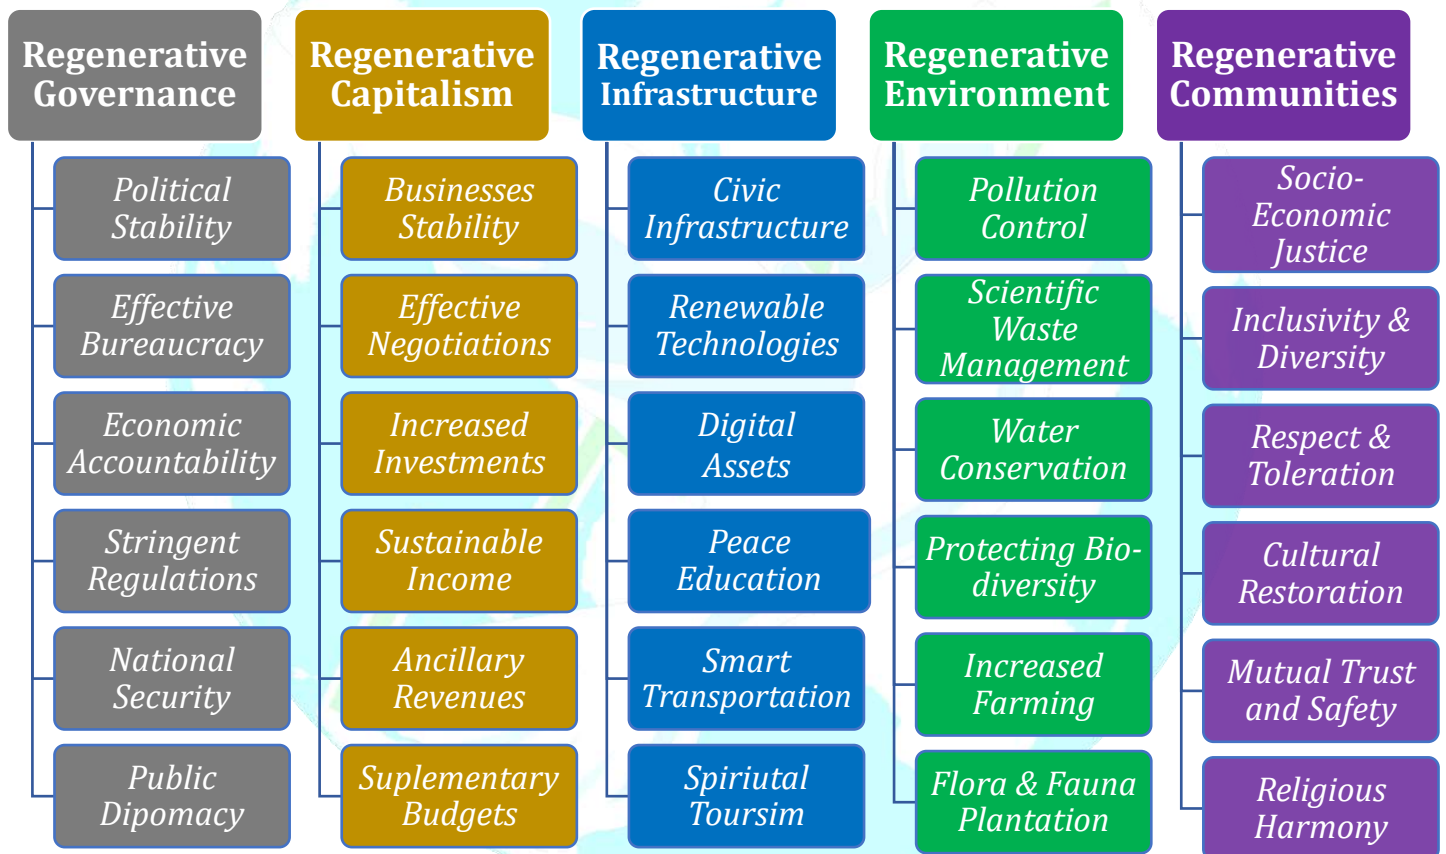 Regenerative
Governance
Political
Stability
Effective
Bureaucracy
Economic
Accountability
Stringent
Regulations
National
Security
Public
Dipomacy
Regenerative
Capitalism
Businesses
Stability
Effective
Negotiations
Increased
Investments
Sustainable
Income
Ancillary
Revenues
Suplementary
Budgets
Regenerative
Infrastructure
Civic
Infrastructure
Renewable
Technologies
Digital
Assets
Peace
Education
Smart
Transportation
Spiriutal
Toursim
Regenerative
Environment
Pollution
Control
Scientific
Waste
Management
Water
Conservation
Protecting Bio-
diversity
Increased
Farming
Flora & Fauna
Plantation
Regenerative
Communities
Socio-
Economic
Justice
Inclusivity &
Diversity
Respect &
Toleration
Cultural
Restoration
Mutual Trust
and Safety
Religious
Harmony